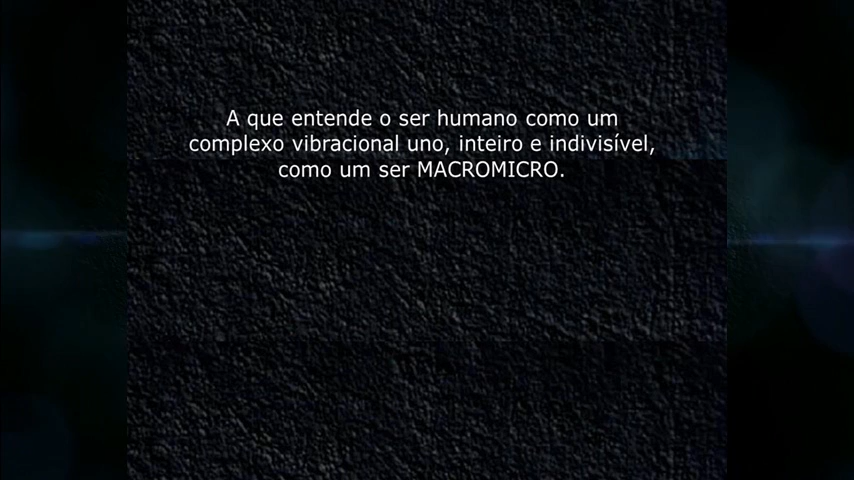 A que entende o ser humano como um
complexo vibracional uno, inteiro e indivisível,
como um ser MACROMICRO.